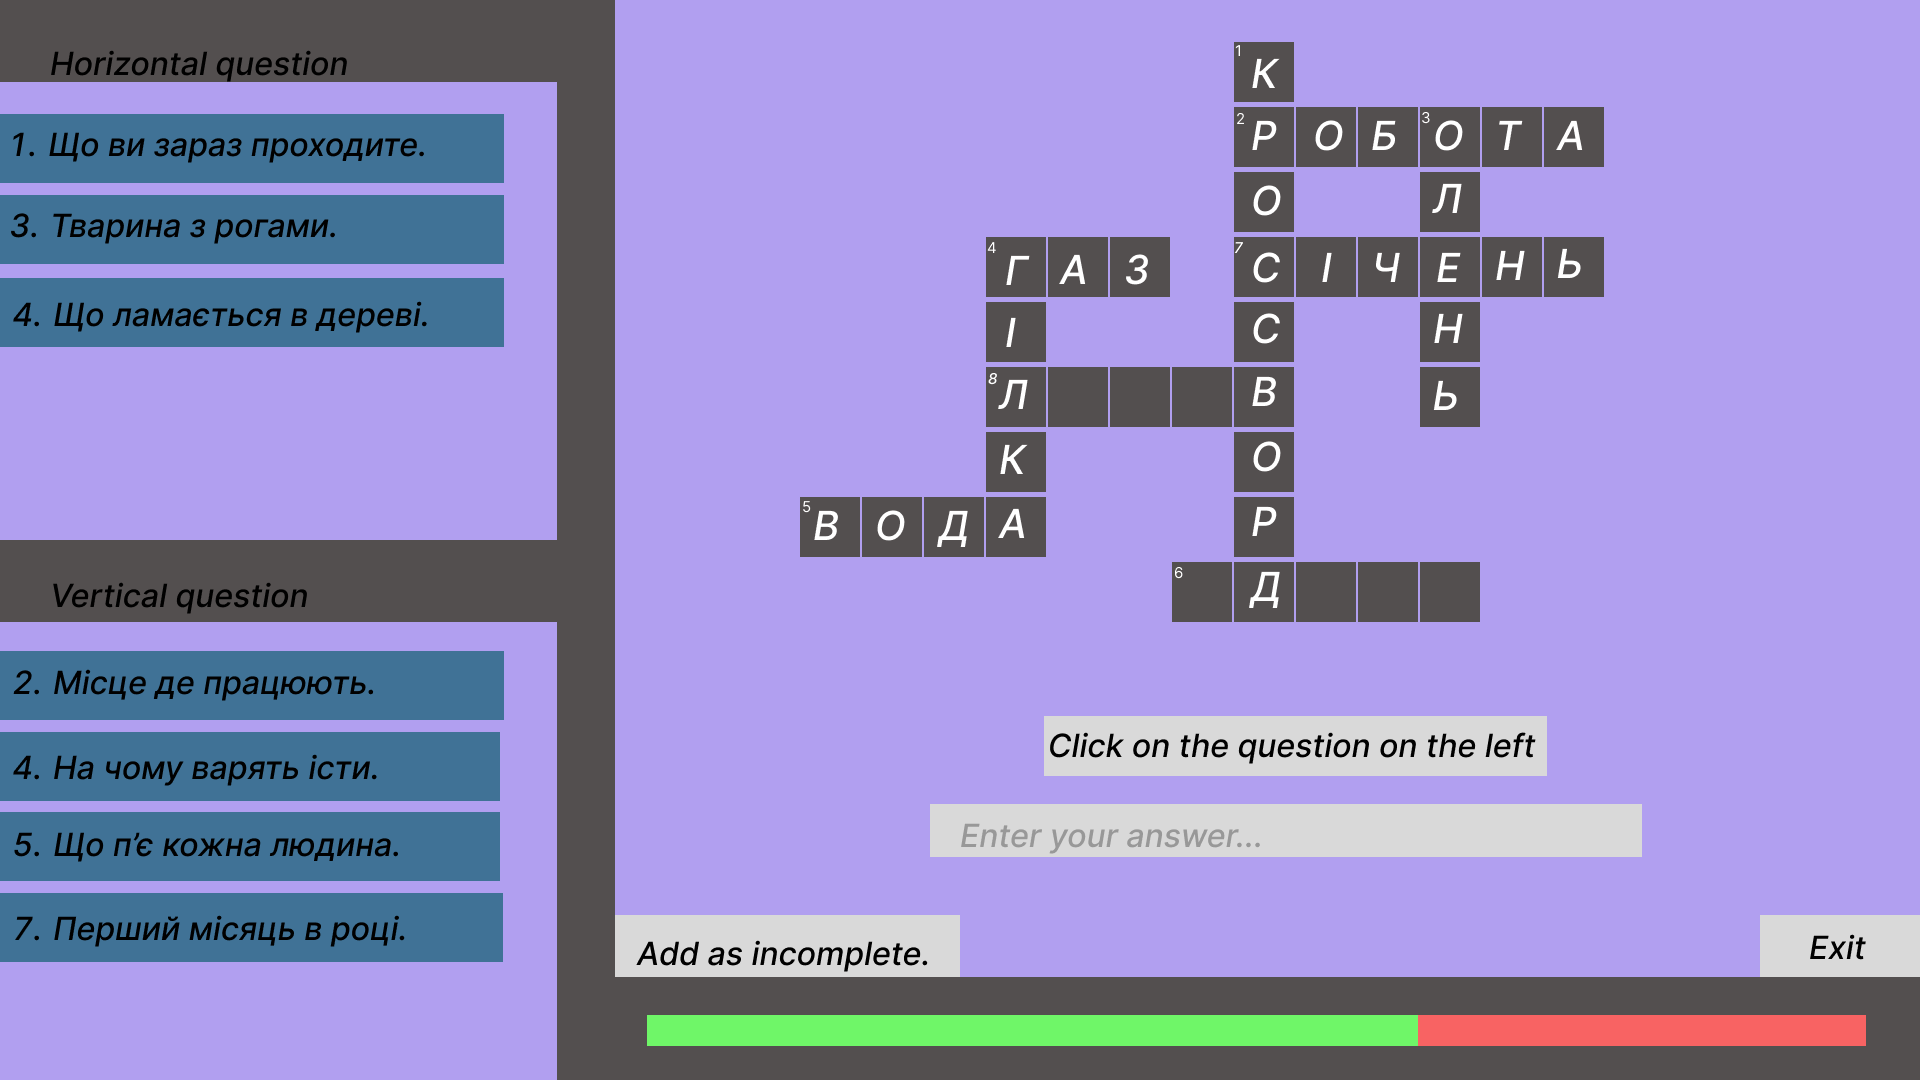 Horizontal question
1. Що ви зараз проходите.
3. Тварина з рогами.
4. Що ламається в дереві.
Vertical question
2. Місце де працюють.
4. На чому варять їсти.
5. Що п’є кожна людина.
7. Перший місяць в році.
1 К
2 Р О Б 3 О Т А
О Л
4 Г А З 7 С І Ч Е Н Ь
І С Н
8 Л В Ь
К О
5 В О Д А Р
6 Д
Click on the question on the left
Enter your answer...
Add as incomplete.
Exit